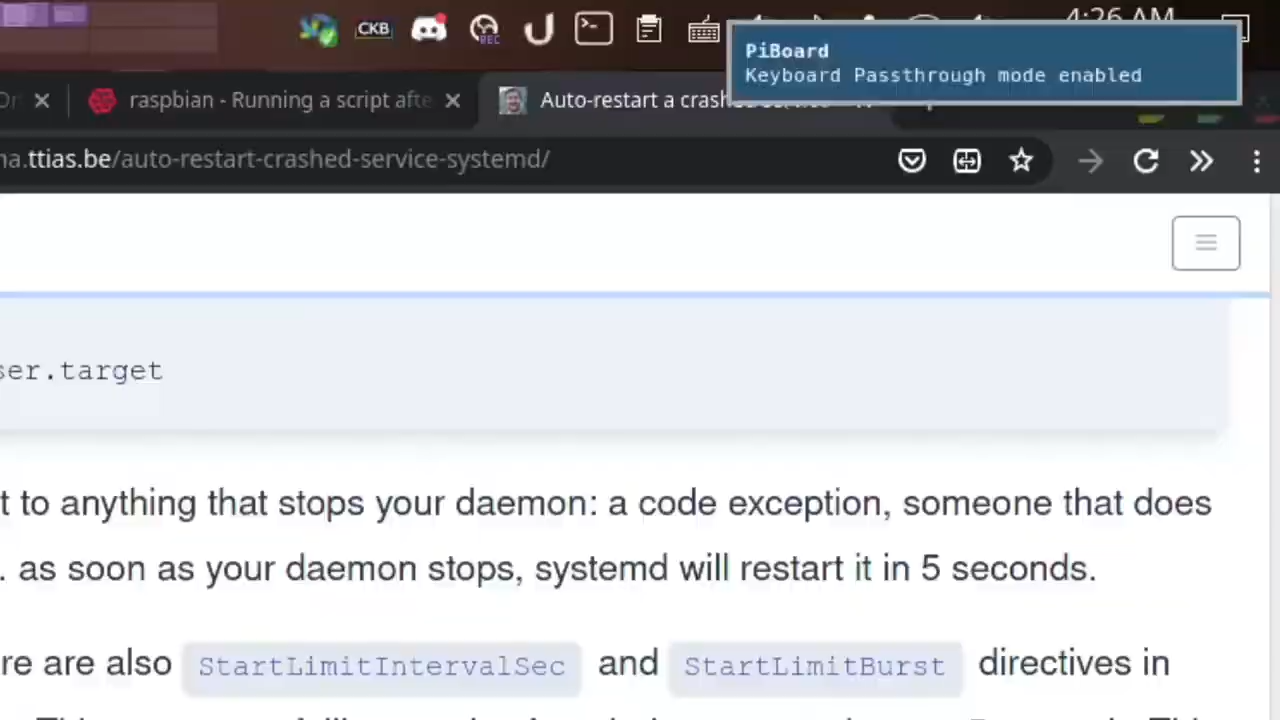 CKB
REC
4:26 AM
PiBoard
Keyboard Passthrough mode enabled
raspbian - Running a script afte
Auto-restart a cras
ttias.be/auto-restart-crashed-service-systemd/
ser.target
t to anything that stops your daemon: a code exception, someone that does
. as soon as your daemon stops, systemd will restart it in 5 seconds.
re are also StartLimitIntervalSec and StartLimitBurst directives in